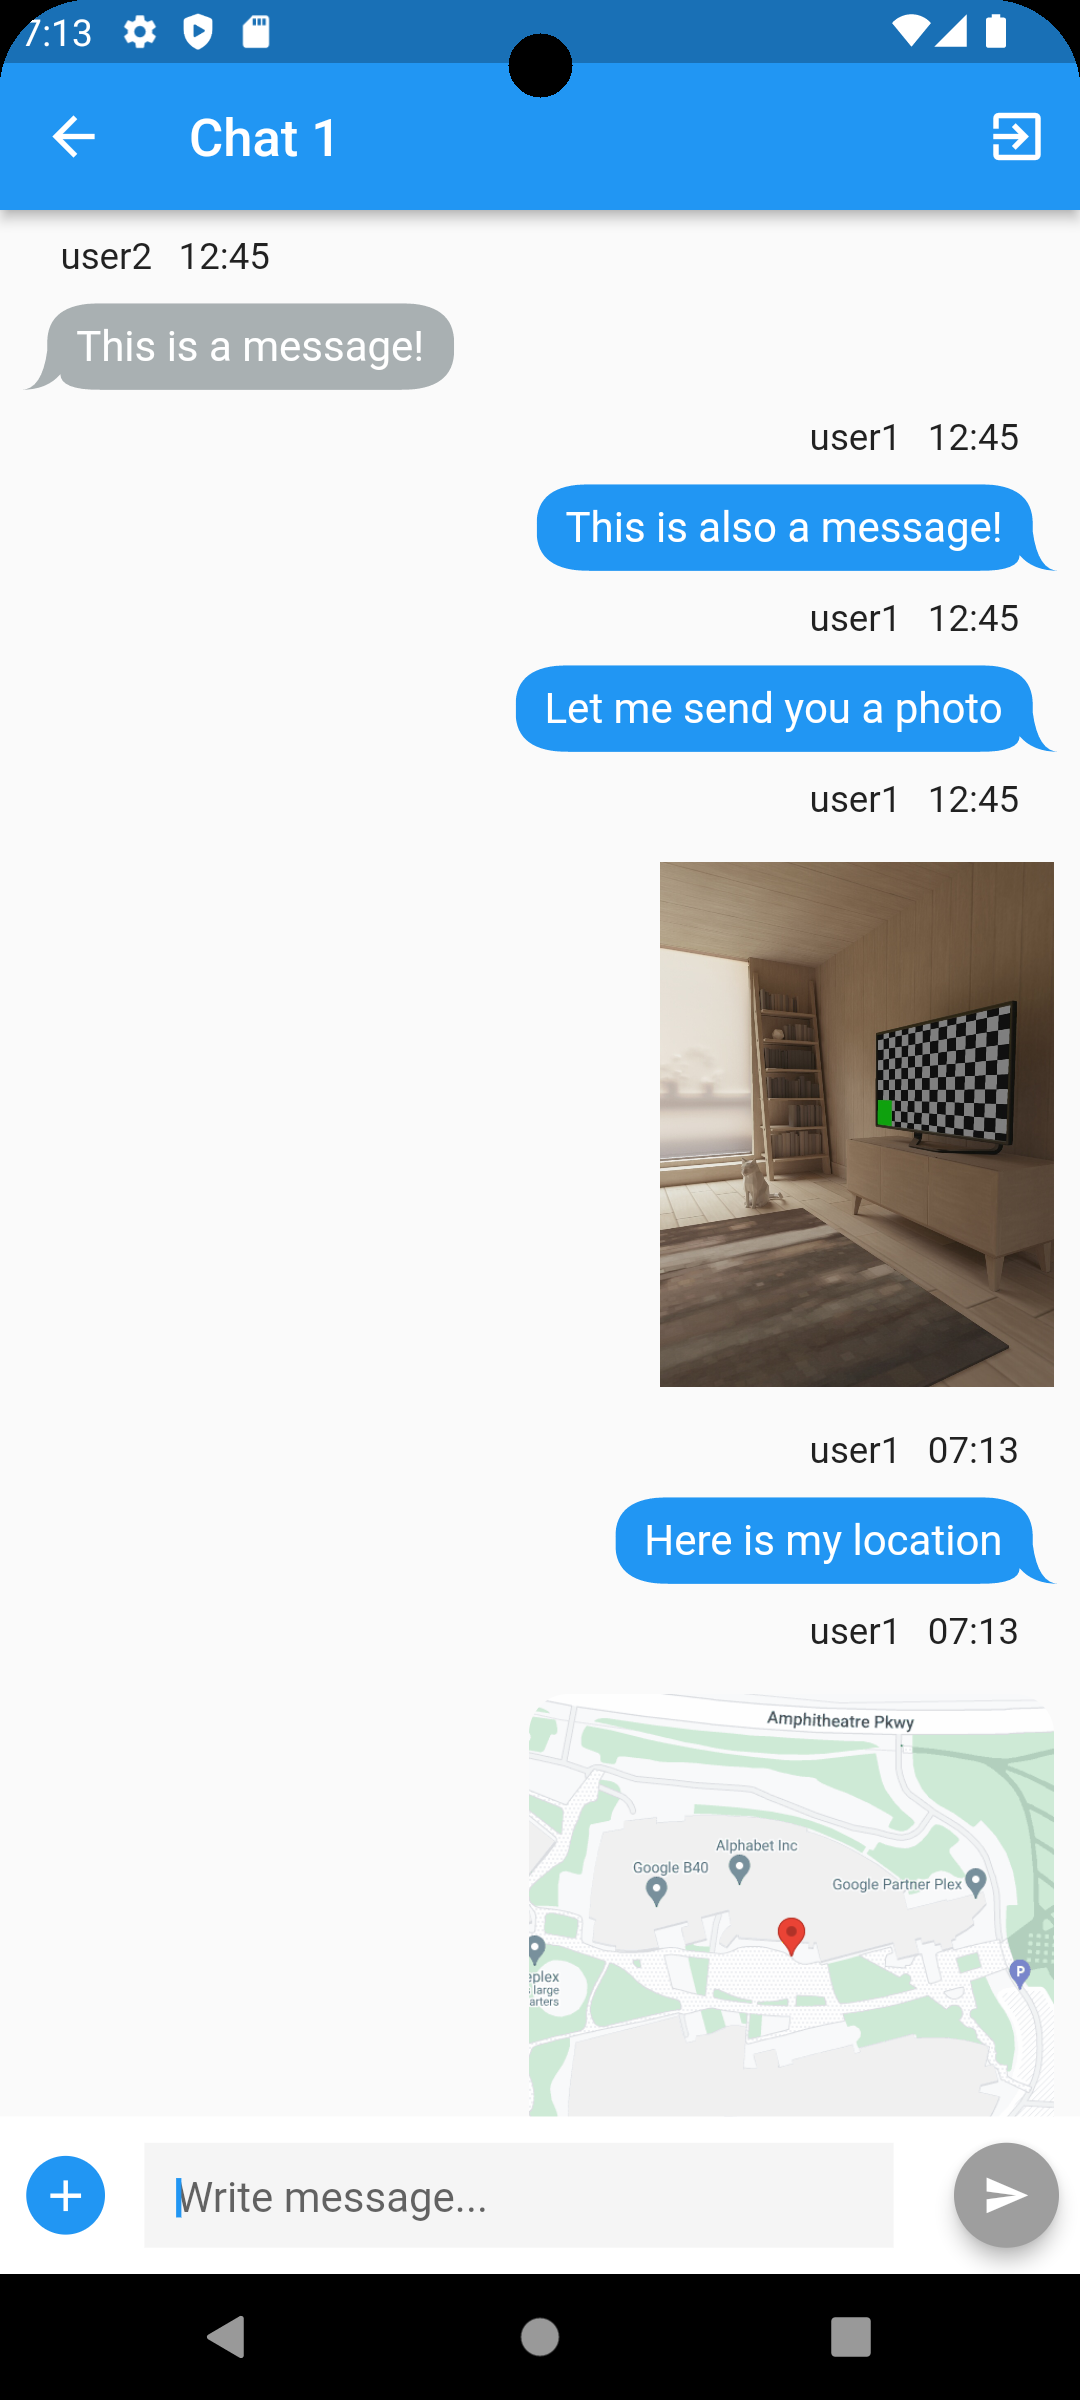 7:13
Chat 1
user2 12:45
This is a message!
user1 12:45
This is also a message!
user1 12:45
Let me send you a photo
user1 12:45
user1 07:13
Here is my location
user1 07:13
Amphitheatre Pkwy
Alphabet Inc
Google B40
Google Partner Plex
P
eplex
large
arters
Write message...